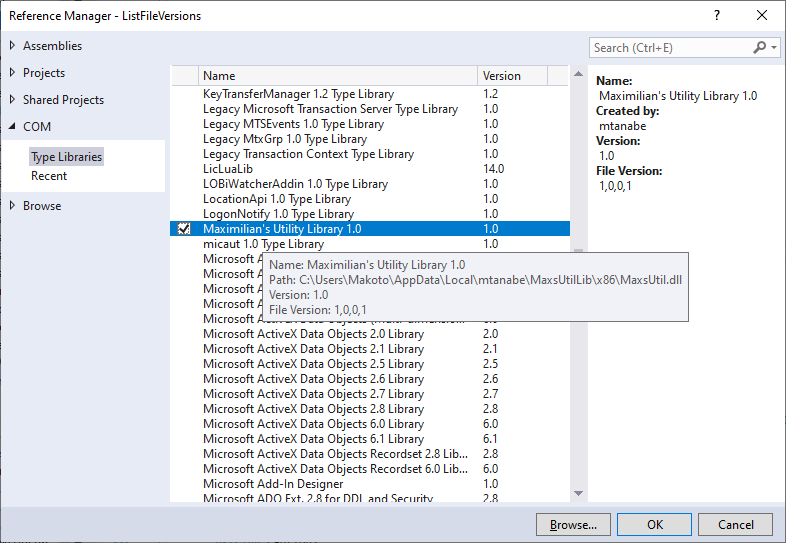 Reference Manager - ListFileVersions
? 
Assemblies
Projects
Shared Projects
COM
Type Libraries
Recent
Browse
Name Version
KeyTransferManager 1.2 Type Library 1.2
Legacy Microsoft Transaction Server Type Library 1.0
Legacy MTSEvents 1.0 Type Library 1.0
Legacy MtxGrp 1.0 Type Library 1.0
Legacy Transaction Context Type Library 1.0
LicLuaLib 14.0
LOBiWatcherAddin 1.0 Type Library 1.0
LocationApi 1.0 Type Library 1.0
LogonNotify 1.0 Type Library 1.0
Maximilian's Utility Library 1.0 1.0
micaut 1.0 Type Library 1.0
Microsoft A
Microsoft A
Microsoft A
Microsoft A
Microsoft ActiveX Data Objects 2.0 Library 2.0
Microsoft ActiveX Data Objects 2.1 Library 2.1
Microsoft ActiveX Data Objects 2.5 Library 2.5
Microsoft ActiveX Data Objects 2.6 Library 2.6
Microsoft ActiveX Data Objects 2.7 Library 2.7
Microsoft ActiveX Data Objects 2.8 Library 2.8
Microsoft ActiveX Data Objects 6.0 Library 6.0
Microsoft ActiveX Data Objects 6.1 Library 6.1
Microsoft ActiveX Data Objects Recordset 2.8 Lib... 2.8
Microsoft ActiveX Data Objects Recordset 6.0 Lib... 6.0
Microsoft Add-In Designer 1.0
Microsoft ADO Ext. 2.8 for DDL and Security 2.8
Name: Maximilian's Utility Library 1.0
Path: C:\Users\Makoto\AppData\Local\mtanabe\MaxsUtilLib\x86\MaxsUtil.dll
Version: 1.0
File Version: 1,0,0,1
Search (Ctrl+E)
Name:
Maximilian's Utility Library 1.0
Created by:
mtanabe
Version:
1.0
File Version:
1,0,0,1
Browse...
OK
Cancel